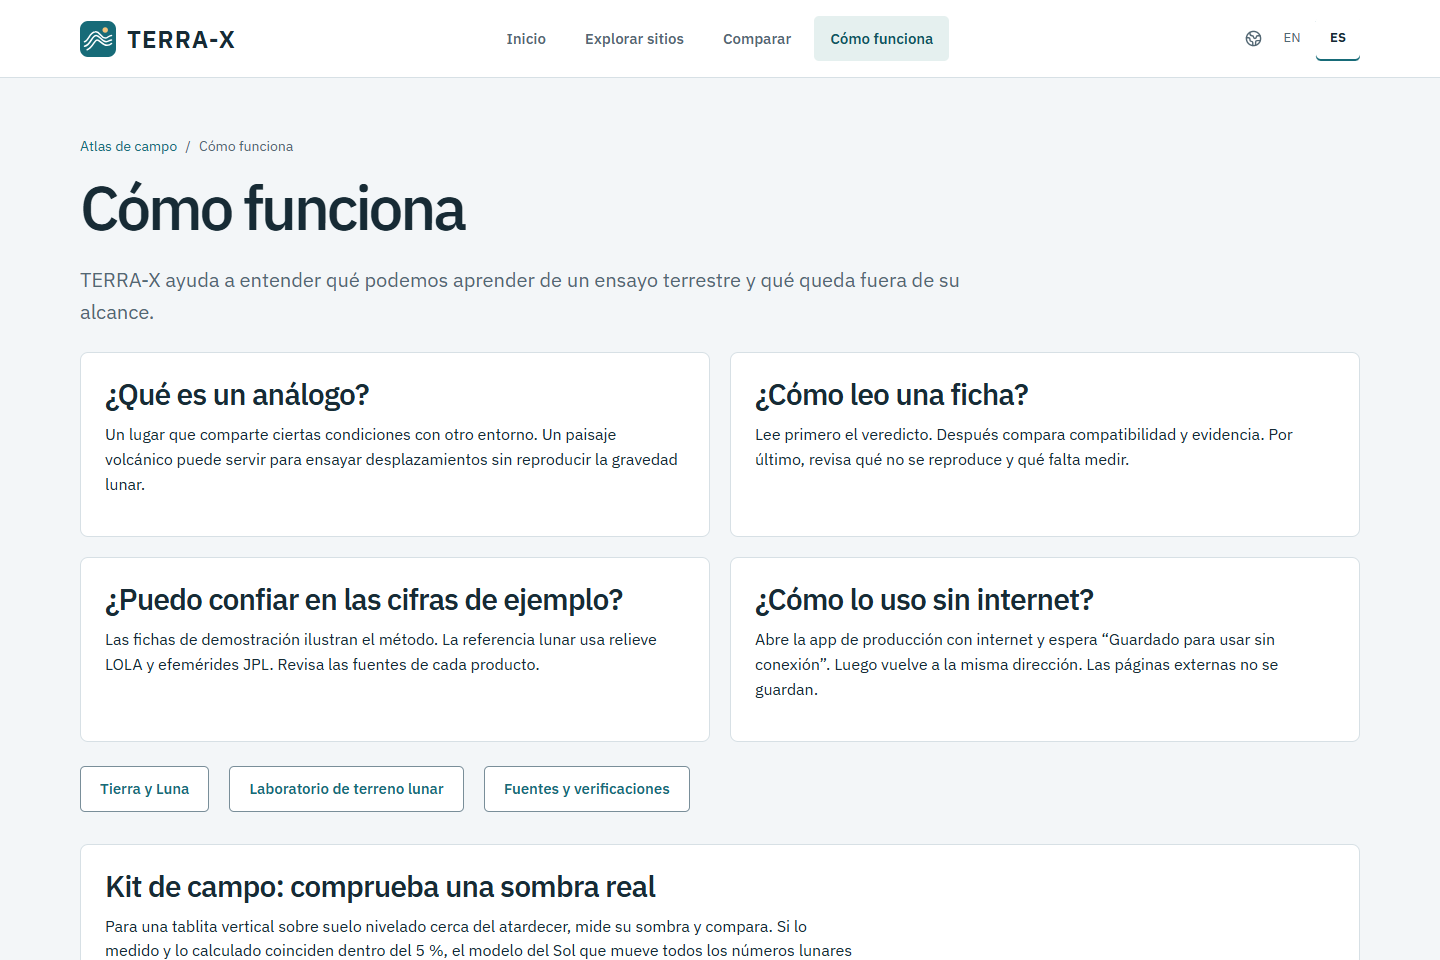 TERRA-X
Inicio
Explorar sitios
Comparar
Cómo funciona
EN
ES
Atlas de campo / Cómo funciona
Cómo funciona
TERRA-X ayuda a entender qué podemos aprender de un ensayo terrestre y qué queda fuera de su
alcance.
¿Qué es un análogo?
Un lugar que comparte ciertas condiciones con otro entorno. Un paisaje
volcánico puede servir para ensayar desplazamientos sin reproducir la gravedad
lunar.
¿Cómo leo una ficha?
Lee primero el veredicto. Después compara compatibilidad y evidencia. Por
último, revisa qué no se reproduce y qué falta medir.
¿Puedo confiar en las cifras de ejemplo?
Las fichas de demostración ilustran el método. La referencia lunar usa relieve
LOLA y efemérides JPL. Revisa las fuentes de cada producto.
¿Cómo lo uso sin internet?
Abre la app de producción con internet y espera “Guardado para usar sin
conexión”. Luego vuelve a la misma dirección. Las páginas externas no se
guardan.
Tierra y Luna
Laboratorio de terreno lunar
Fuentes y verificaciones
Kit de campo: comprueba una sombra real
Para una tablita vertical sobre suelo nivelado cerca del atardecer, mide su sombra y compara. Si lo
medido y lo calculado coinciden dentro del 5 %, el modelo del Sol que mueve todos los números lunares